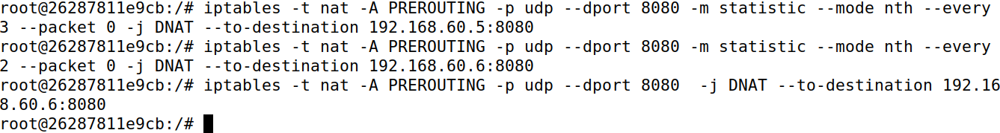 root@26287811e9cb:/# iptables -t nat -A PREROUTING -p udp --dport 8080 -m statistic --mode nth --every
3 --packet 0 -j DNAT --to-destination 192.168.60.5:8080
root@26287811e9cb:/# iptables -t nat -A PREROUTING -p udp --dport 8080 -m statistic --mode nth --every
2 --packet 0 -j DNAT --to-destination 192.168.60.6:8080
root@26287811e9cb:/# iptables -t nat -A PREROUTING -p udp --dport 8080  -j DNAT --to-destination 192.16
8.60.6:8080
root@26287811e9cb:/#